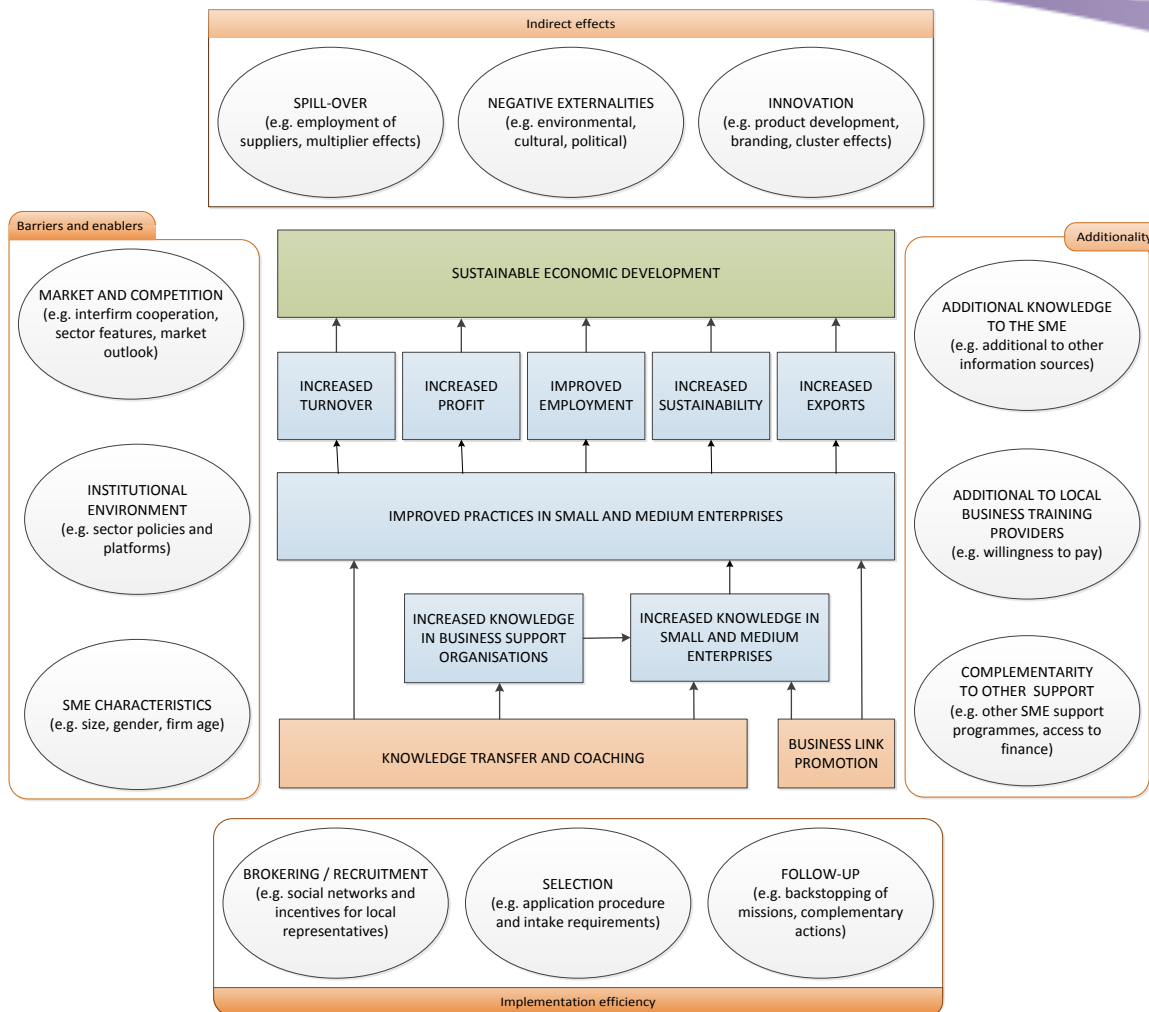 Indirect effects
SPILL-OVER
(e.g. employment of
suppliers, multiplier effects)
NEGATIVE EXTERNALITIES
(e.g. environmental,
cultural, political)
INNOVATION
(e.g. product development,
branding, cluster effects)
Barriers and enablers
MARKET AND COMPETITION
(e.g. interfirm cooperation,
sector features, market
outlook)
INSTITUTIONAL
ENVIRONMENT
(e.g. sector policies and
platforms)
SME CHARACTERISTICS
(e.g. size, gender, firm age)
SUSTAINABLE ECONOMIC DEVELOPMENT
INCREASED
TURNOVER
INCREASED
PROFIT
IMPROVED
EMPLOYMENT
INCREASED
SUSTAINABILITY
INCREASED
EXPORTS
IMPROVED PRACTICES IN SMALL AND MEDIUM ENTERPRISES
INCREASED KNOWLEDGE
IN BUSINESS SUPPORT
ORGANISATIONS
INCREASED KNOWLEDGE IN
SMALL AND MEDIUM
ENTERPRISES
KNOWLEDGE TRANSFER AND COACHING
BUSINESS LINK
PROMOTION
Additionality
ADDITIONAL KNOWLEDGE
TO THE SME
(e.g. additional to other
information sources)
ADDITIONAL TO LOCAL
BUSINESS TRAINING
PROVIDERS
(e.g. willingness to pay)
COMPLEMENTARITY
TO OTHER SUPPORT
(e.g. other SME support
programmes, access to
finance)
BROKERING / RECRUITMENT
(e.g. social networks and
incentives for local
representatives)
SELECTION
(e.g. application procedure
and intake requirements)
FOLLOW-UP
(e.g. backstopping of
missions, complementary
actions)
Implementation efficiency